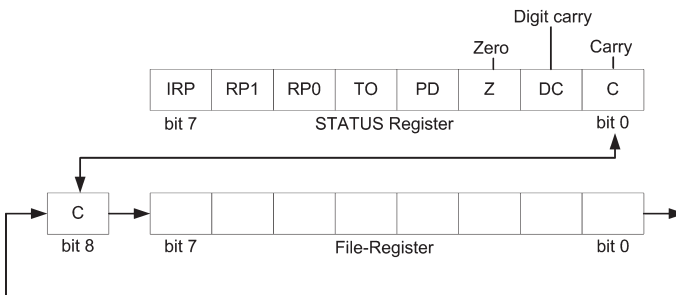 Digit carry
Zero Carry
IRP RP1 RP0 TO PD Z DC C
bit 7 STATUS Register bit 0
C
bit 8 bit 7 File-Register bit 0